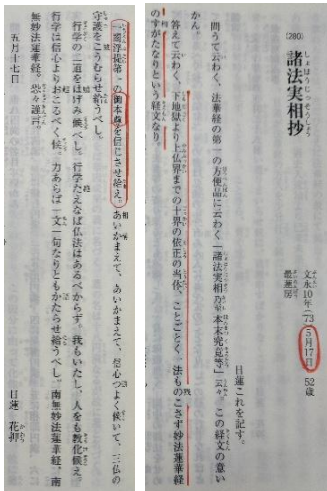 (280)
諸法実相抄
文永10年('73)5月17日 52歳
最蓮房
日蓮これを記す。
問うて云わく、法華経の第一の方便品に云わく「諸法実相乃至本末究竟等」云々。この経文の意い
かん。
答えて云わく、下地獄より上仏界までの十界の依正の当体、ことごとく一法ものこさず妙法蓮華経
のすがたなりという経文なり。
一閻浮提第一の御本尊を信じさせ給え。あいかまえて、あいかまえて、信心つよく候いて、三仏の
守護をこうむらせ給うべし。
行学の二道をはげみ候べし。行学たえなば仏法はあるべからず。我もいたし、人をも教化候え。
行学は信心よりおこるべく候。力あらば一文一句なりともかたらせ給うべし。南無妙法蓮華経、南
無妙法蓮華経。恐々謹言。
五月十七日 日蓮 花押